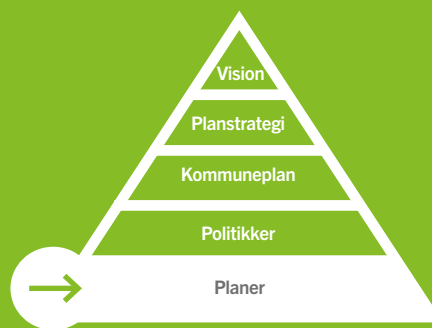 Vision
Planstrategi
Kommuneplan
Politikker
Planer